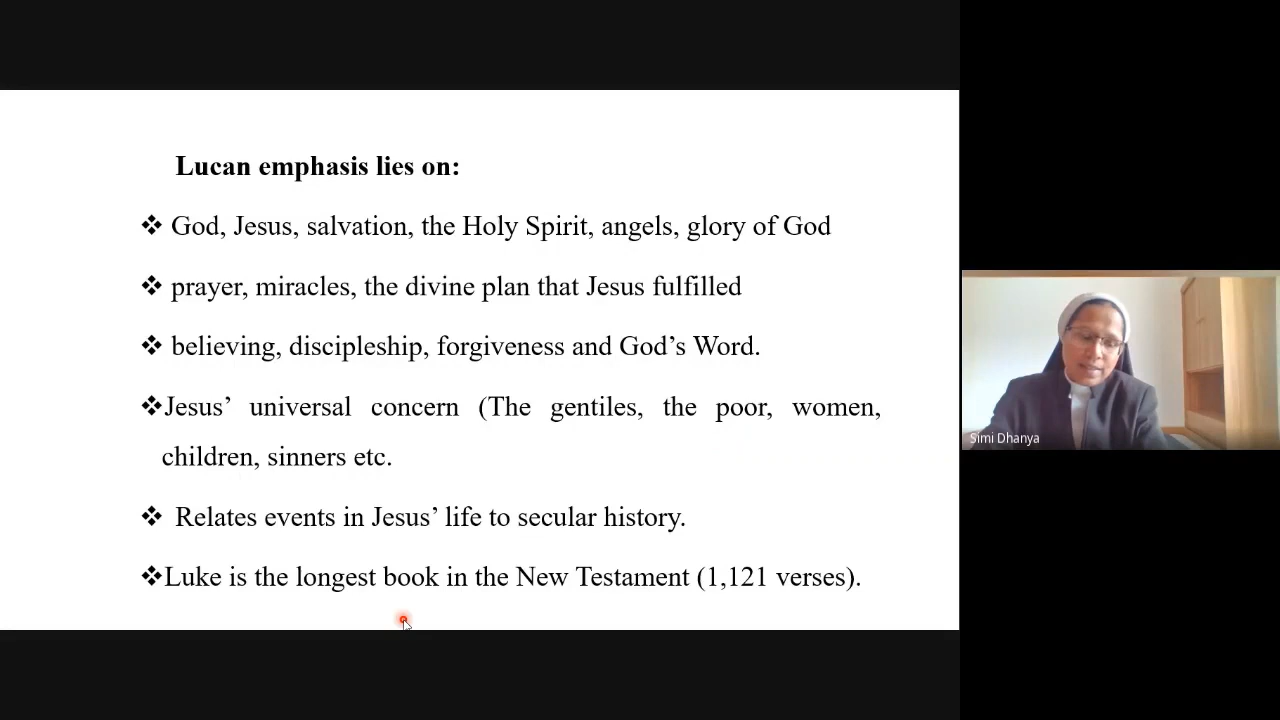 Lucan emphasis lies on:
❖ God, Jesus, salvation, the Holy Spirit, angels, glory of God
❖ prayer, miracles, the divine plan that Jesus fulfilled
❖ believing, discipleship, forgiveness and God’s Word.
❖Jesus’ universal concern (The gentiles, the poor, women,
children, sinners etc.
❖ Relates events in Jesus’ life to secular history.
❖Luke is the longest book in the New Testament (1,121 verses).
Simi Dhanya